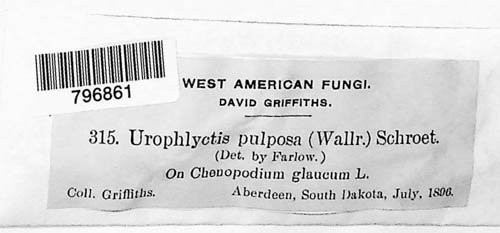 796861
WEST AMERICAN FUNGI.
DAVID GRIFFITHS.
315. Urophlyctis pulposa (Wallr.) Schroet.
(Det. by Farlow.)
On Chenopodium glaucum L.
Coll. Griffiths. Aberdeen, South Dakota, July, 1896.